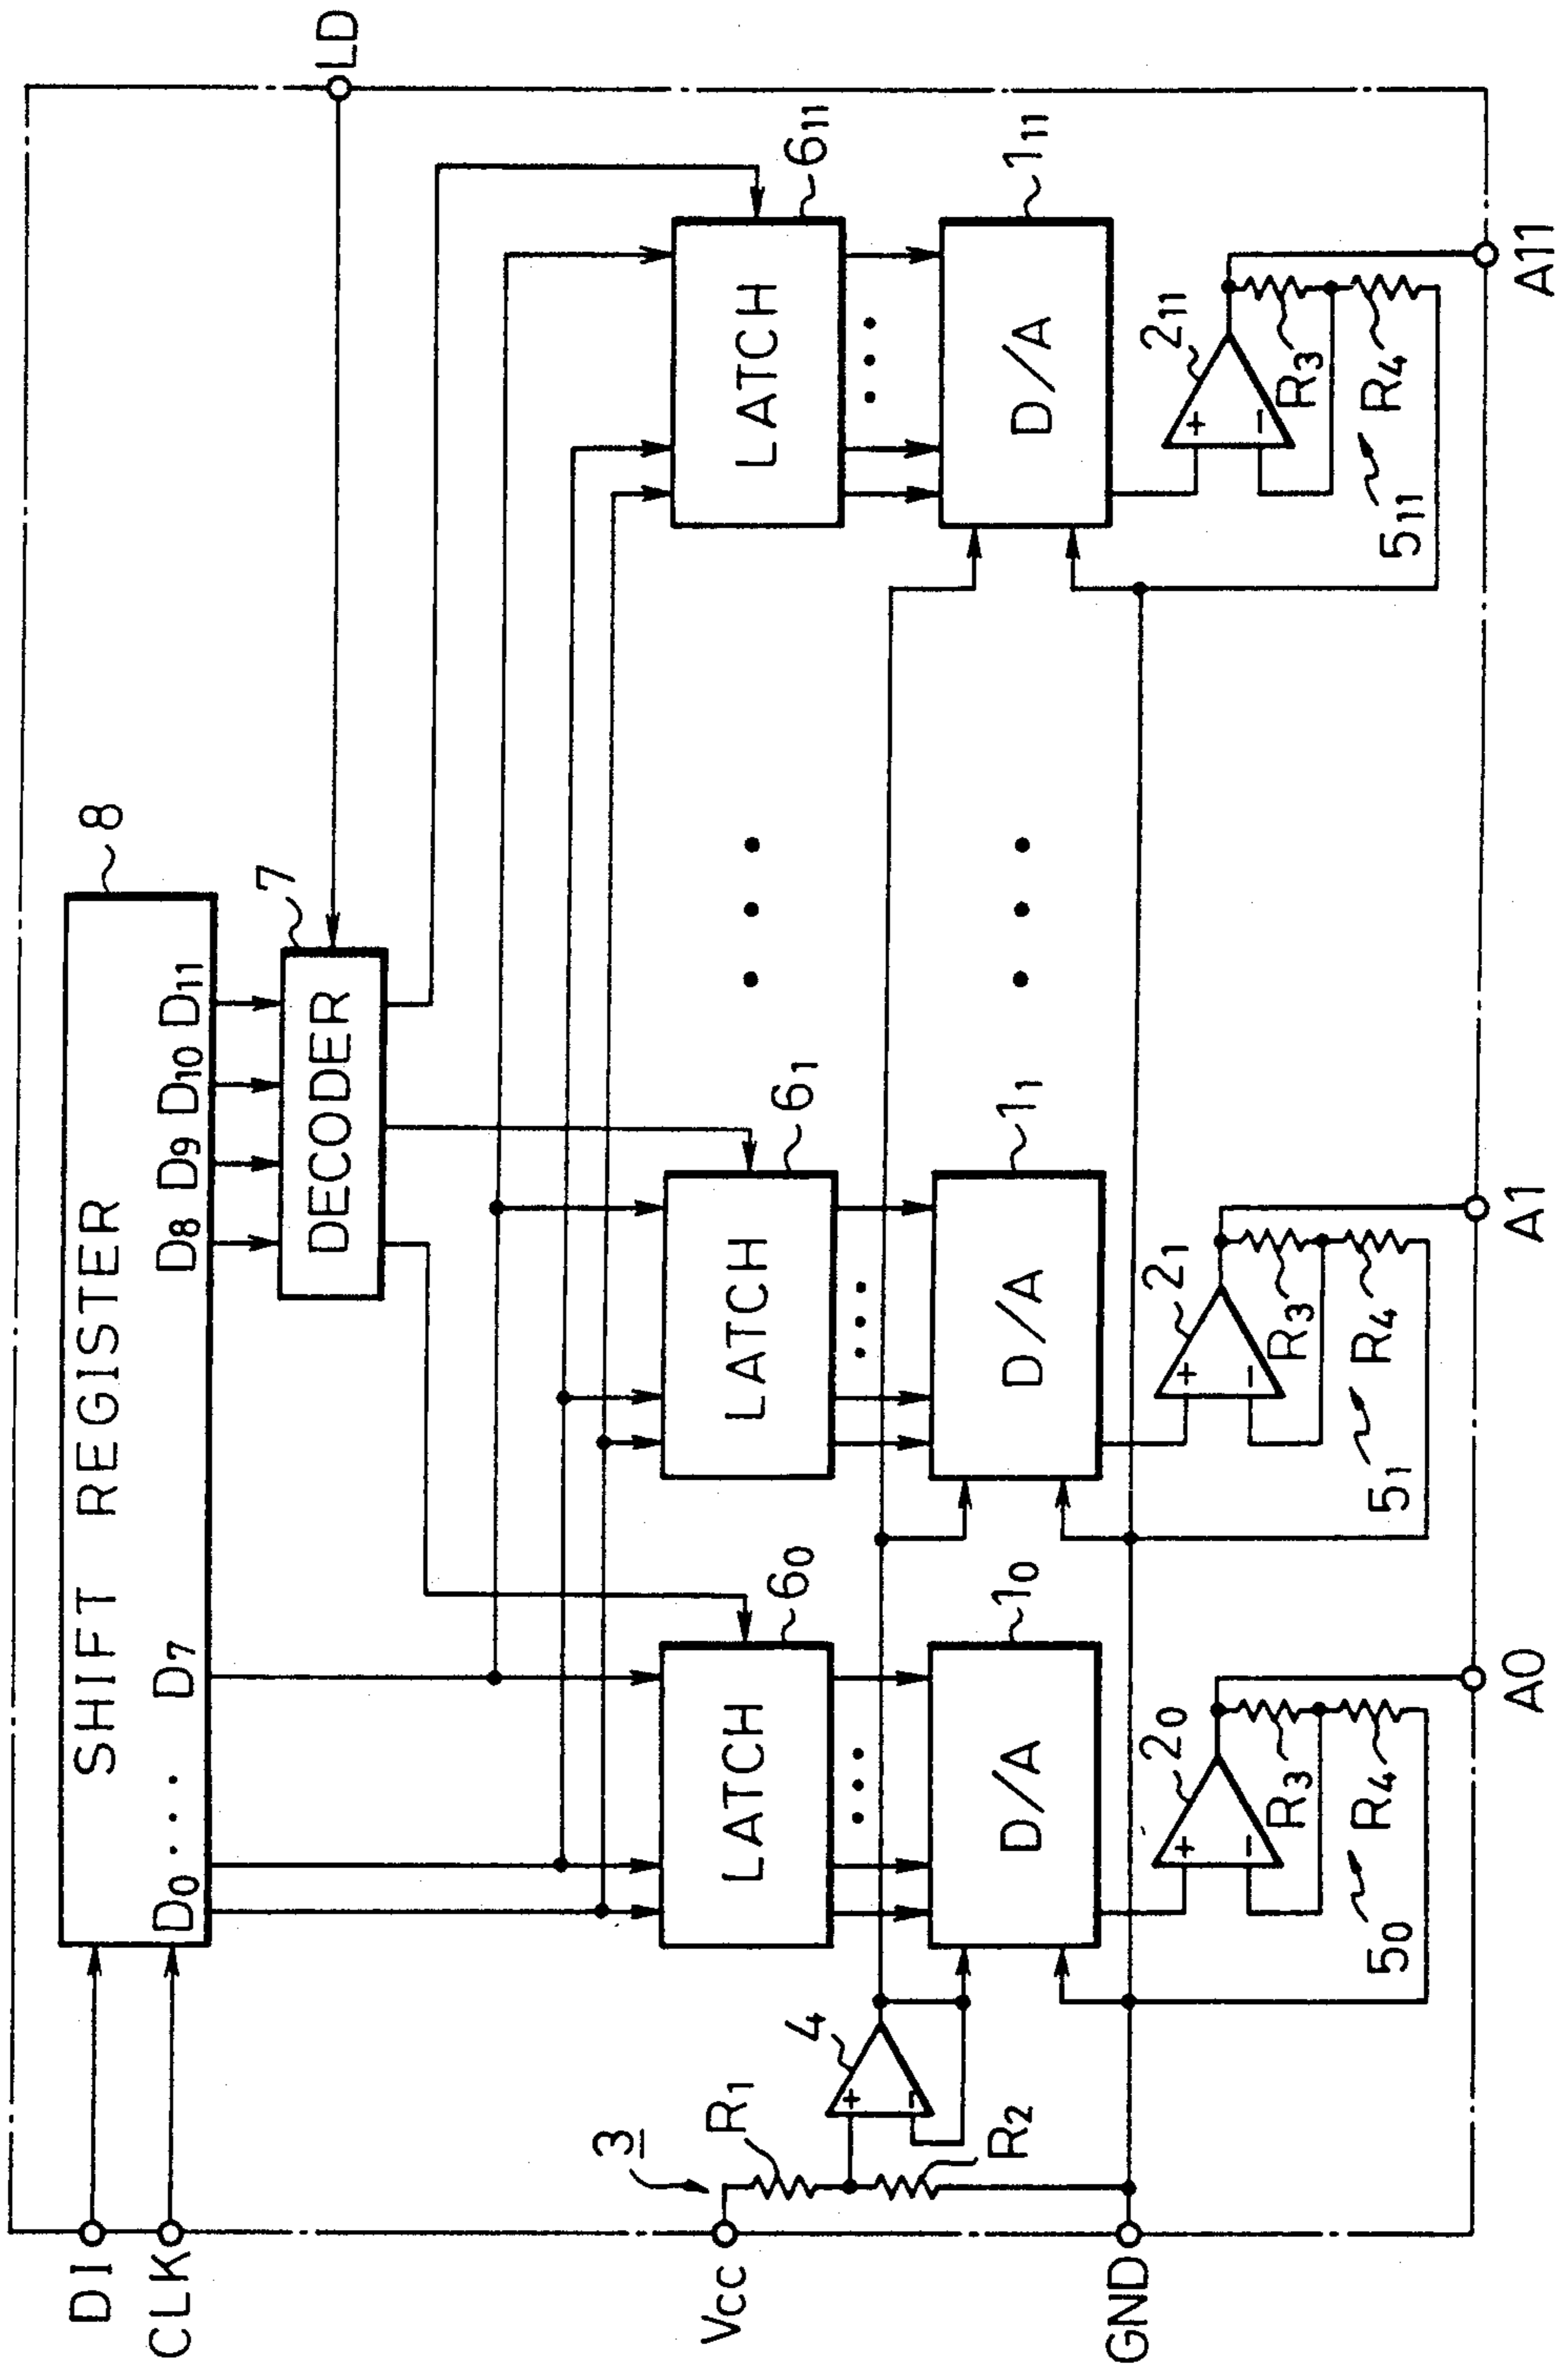 SHIFT REGISTER
8
D0 ... D7
D8 D9 D10 D11
DI
CLK
DECODER
7
LD
LATCH
60
LATCH
61
LATCH
611
3
R1
R2
4
VCC
GND
D/A
10
D/A
11
D/A
111
+
-
+
-
20
R3
R4
50
A0
+
-
21
R3
R4
51
A1
+
-
211
R3
R4
511
A11